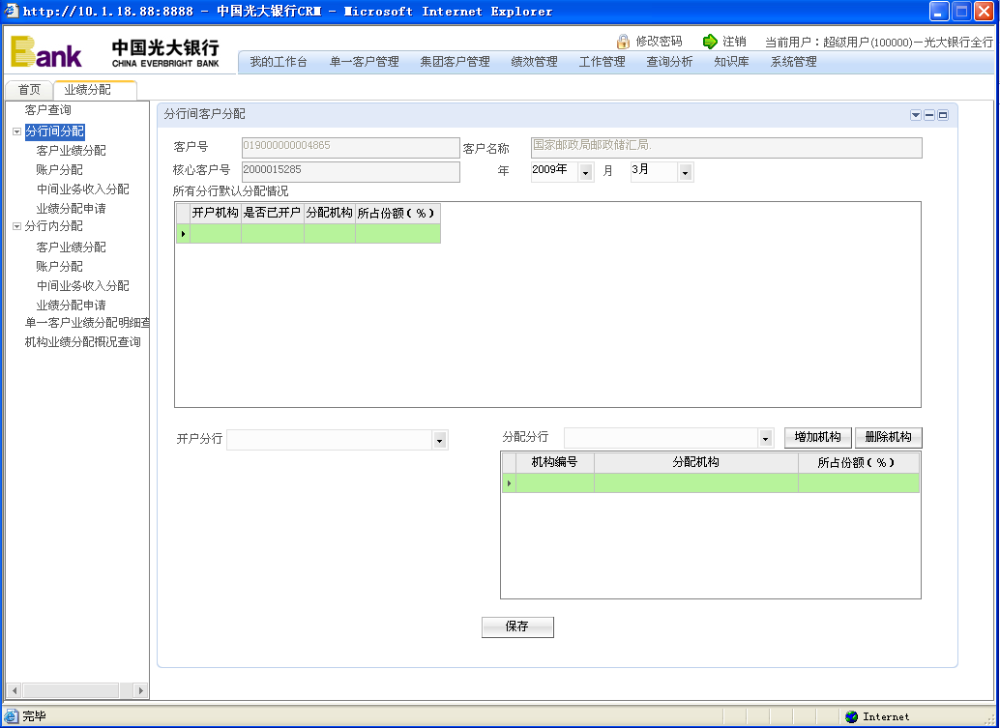 http://10.1.18.88:8888 - 中国光大银行CRM - Microsoft Internet Explorer
Bank 中国光大银行
CHINA EVERBRIGHT BANK
修改密码 注销 当前用户：超级用户(100000)—光大银行全行
我的工作台 单一客户管理 集团客户管理 绩效管理 工作管理 查询分析 知识库 系统管理
首页 业绩分配
客户查询
分行间分配
客户业绩分配
账户分配
中间业务收入分配
业绩分配申请
分行内分配
客户业绩分配
账户分配
中间业务收入分配
业绩分配申请
单一客户业绩分配明细查
机构业绩分配概况查询
分行间客户分配
客户号 019000000004865 客户名称 国家邮政局邮政储汇局.
核心客户号 2000015285 年 2009年 月 3月
所有分行默认分配情况
开户机构 是否已开户 分配机构 所占份额(%)
开户分行 分配分行 增加机构 删除机构
机构编号 分配机构 所占份额(%)
保存
完毕 Internet